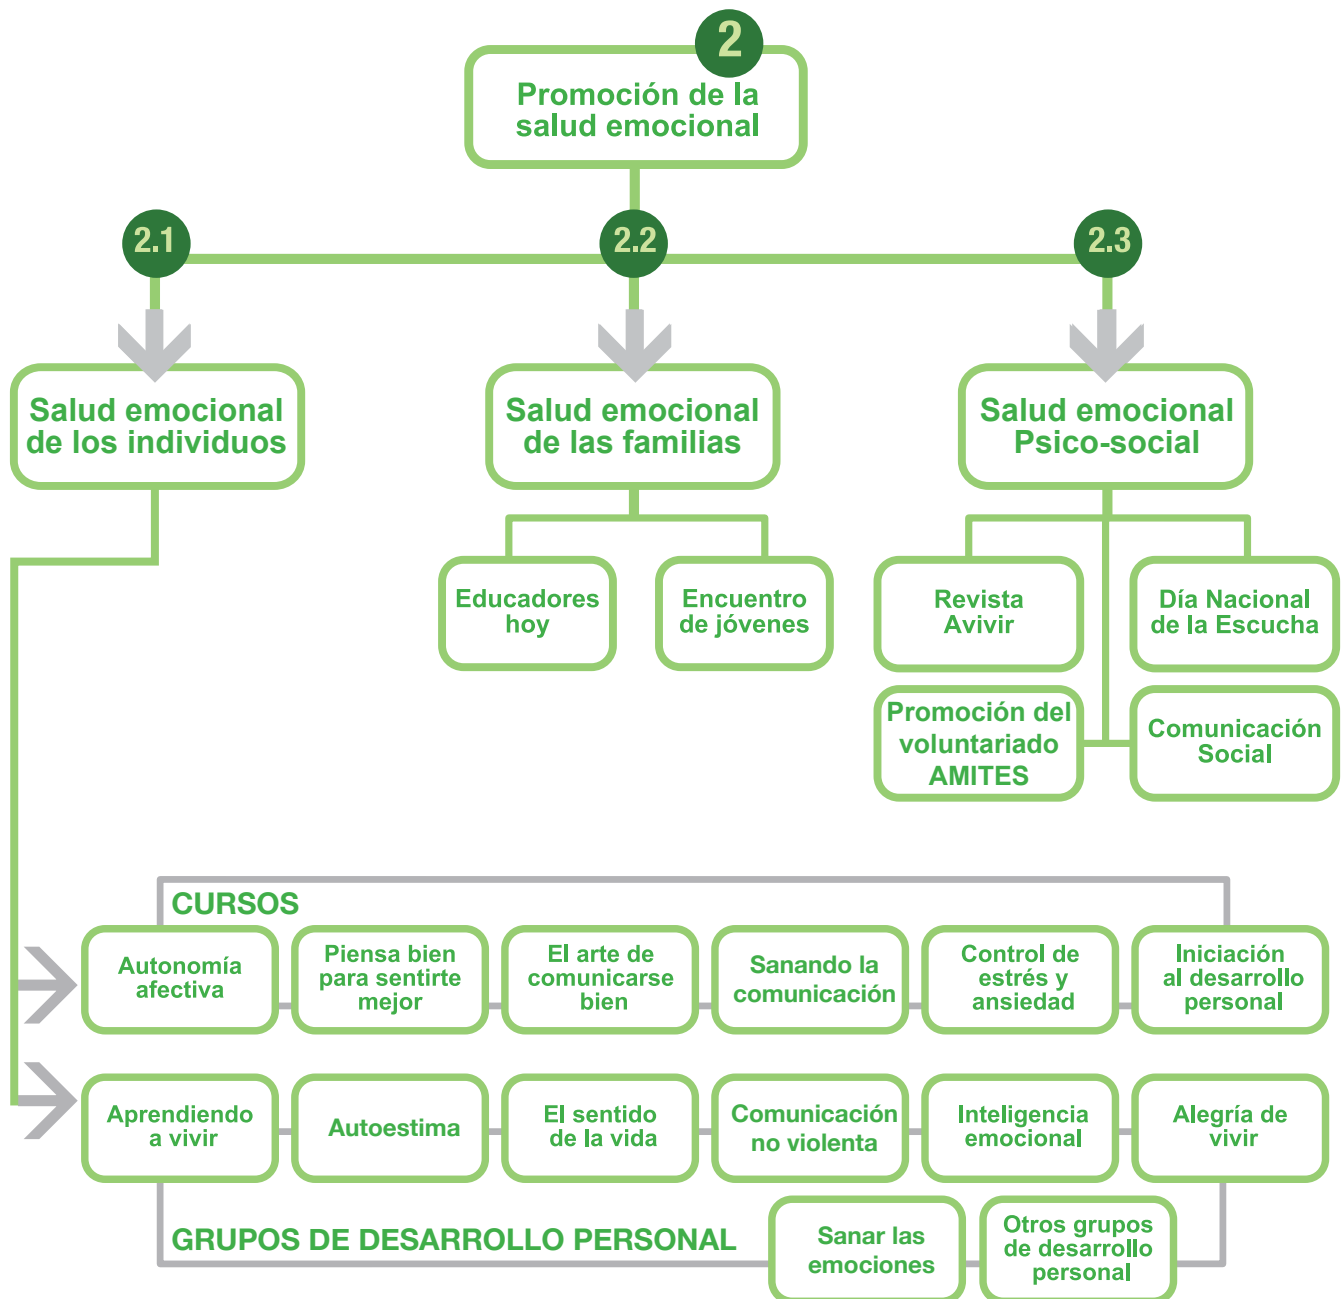 2
Promoción de la
salud emocional
2.1
2.2
2.3
Salud emocional
de los individuos
Salud emocional
de las familias
Salud emocional
Psico-social
Educadores
hoy
Encuentro
de jóvenes
Revista
Avivir
Día Nacional
de la Escucha
Promoción del
voluntariado
AMITES
Comunicación
Social
CURSOS
Autonomía
afectiva
Piensa bien
para sentirte
mejor
El arte de
comunicarse
bien
Sanando la
comunicación
Control de
estrés y
ansiedad
Iniciación
al desarrollo
personal
Aprendiendo
a vivir
Autoestima
El sentido
de la vida
Comunicación
no violenta
Inteligencia
emocional
Alegría de
vivir
GRUPOS DE DESARROLLO PERSONAL
Sanar las
emociones
Otros grupos
de desarrollo
personal